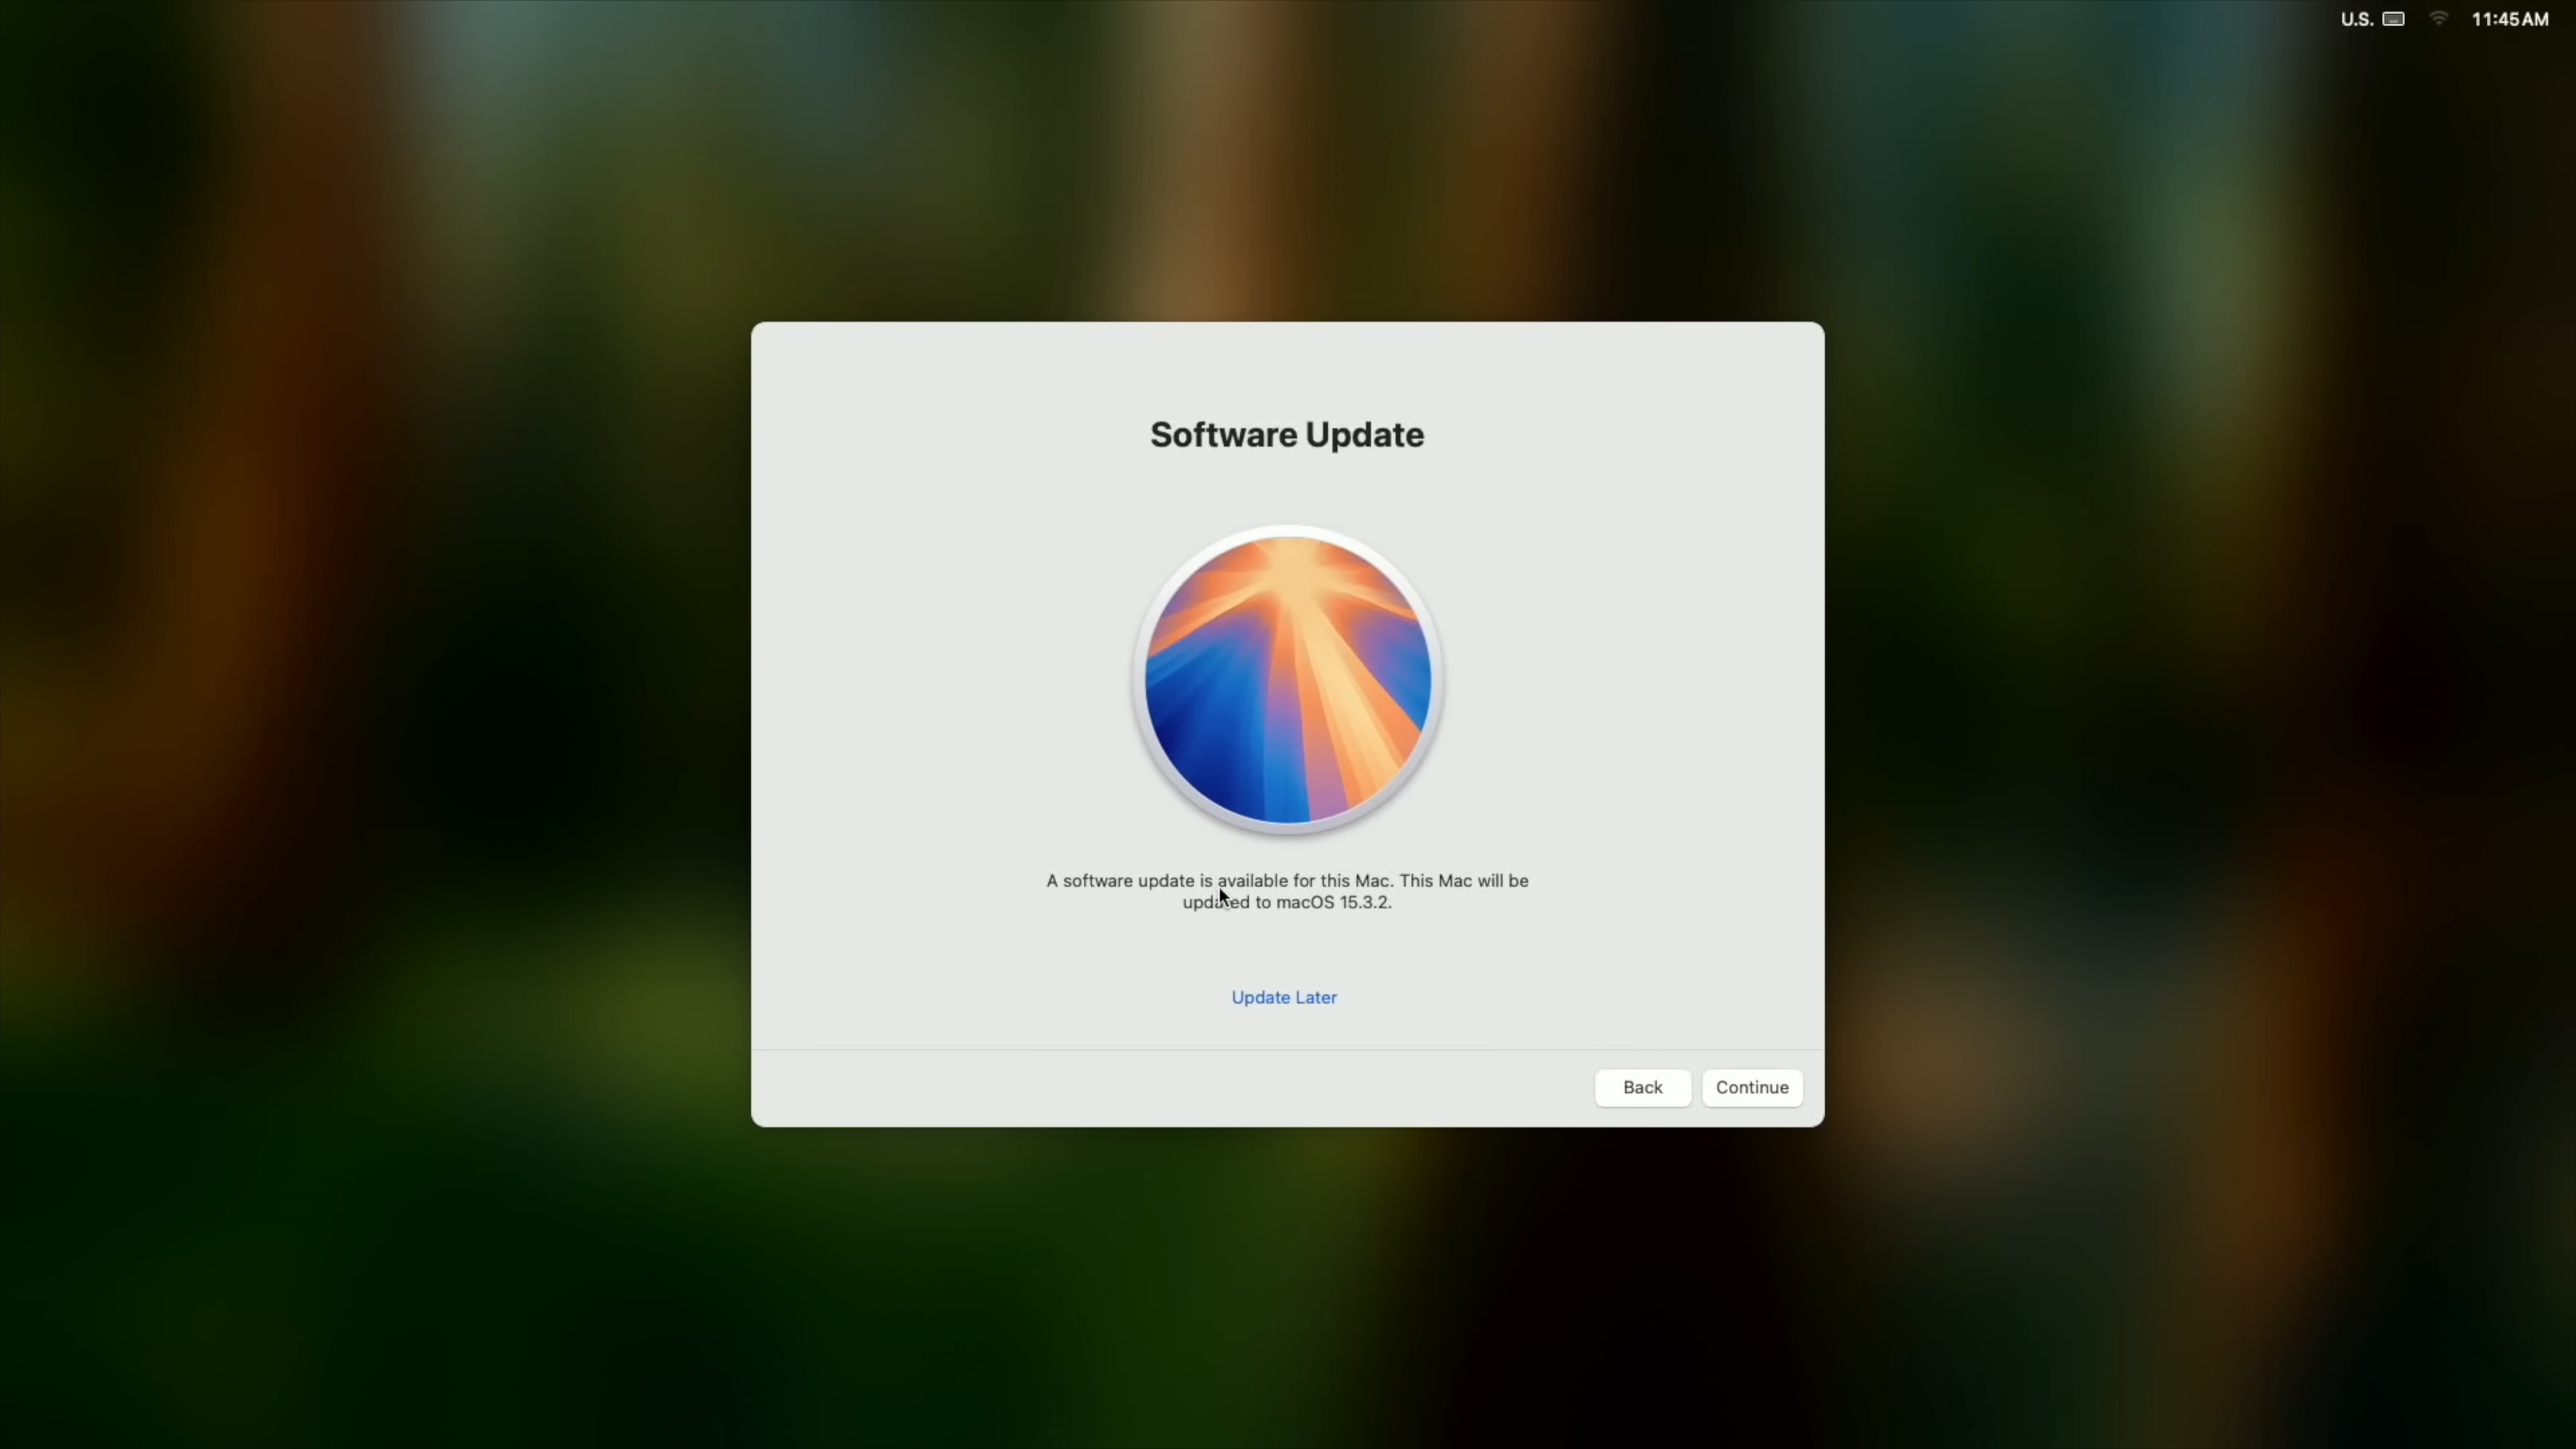 U.S. 11:45 AM
Software Update
A software update is available for this Mac. This Mac will be
updated to macOS 15.3.2.
Update Later
Back Continue